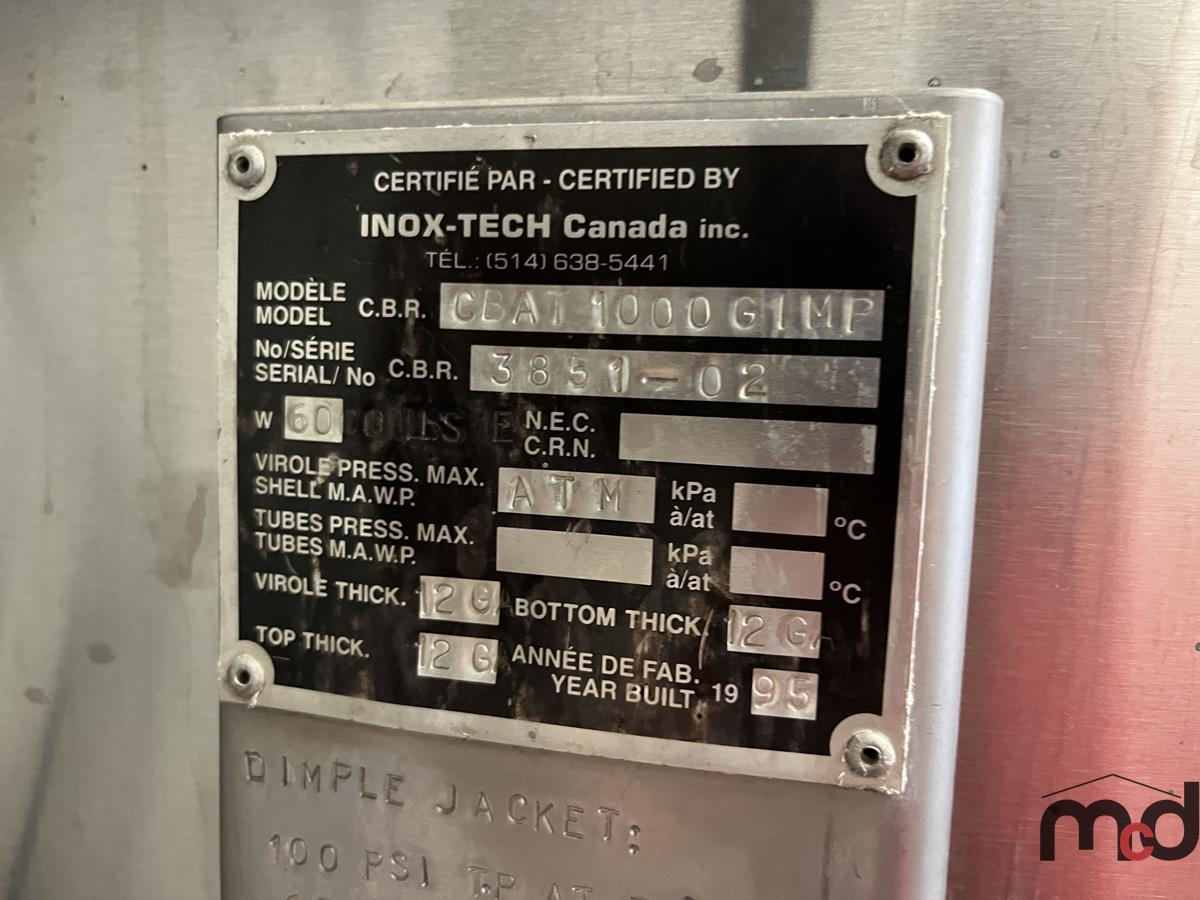 CERTIFIÉ PAR - CERTIFIED BY
INOX-TECH Canada inc.
TÉL.: (514) 638-5441
MODÈLE
MODEL C.B.R. CBAT 1000 G1MP
No/SÉRIE
SERIAL/ No C.B.R. 3851-02
W 60
N.E.C.
C.R.N.
VIROLE PRESS. MAX.
SHELL M.A.W.P. ATM kPa
à/at °C
TUBES PRESS. MAX.
TUBES M.A.W.P. kPa
à/at °C
VIROLE THICK. 12 GA BOTTOM THICK. 12 GA
TOP THICK. 12 G ANNÉE DE FAB.
YEAR BUILT 19 95
DIMPLE JACKET:
100 PSI T.P AT
mcd